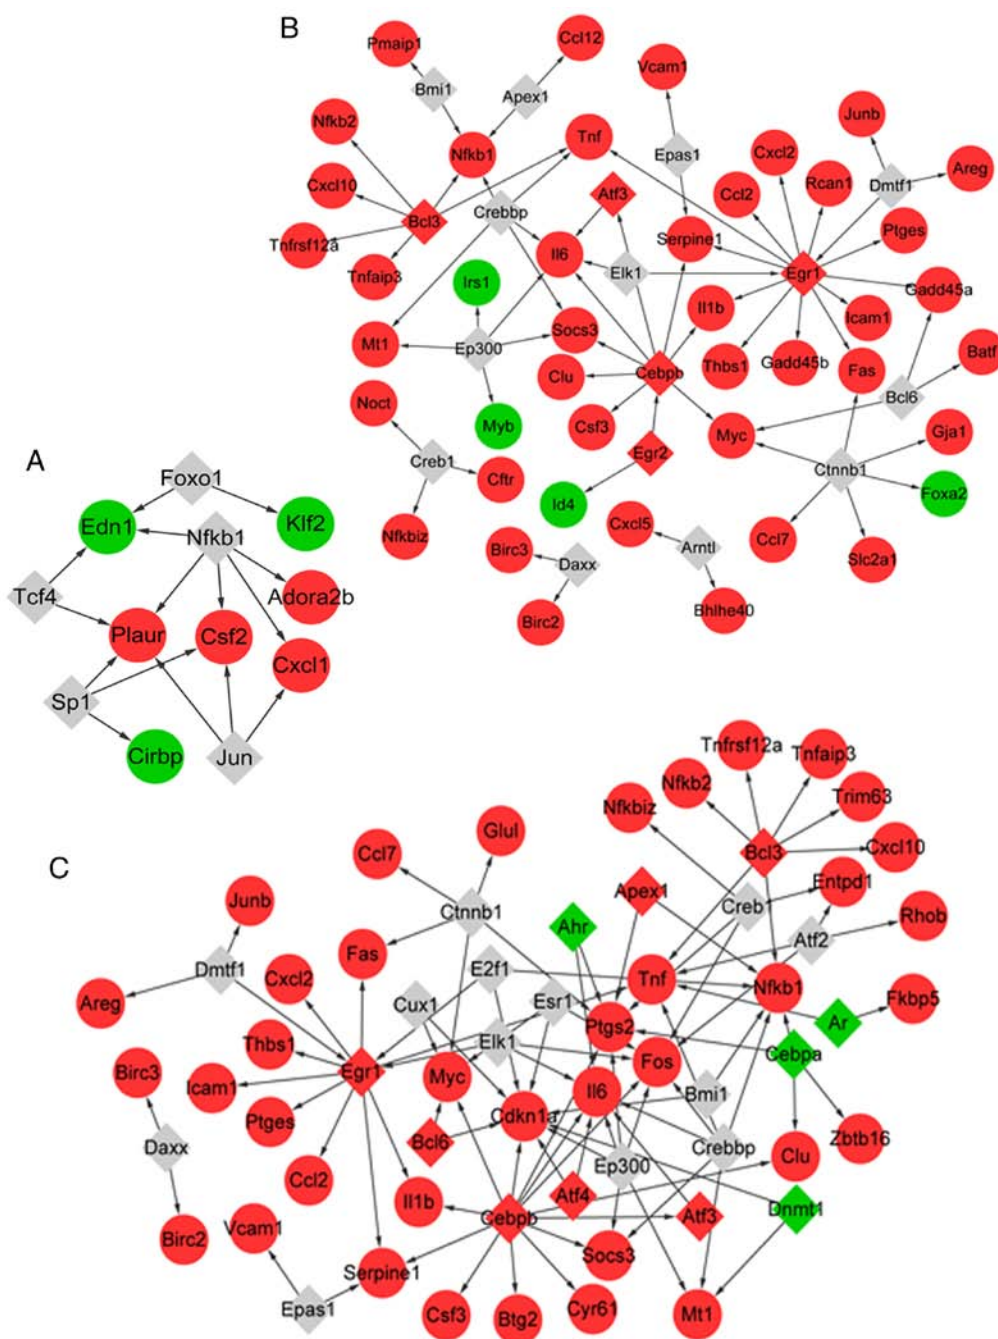 B
Pmaip1
Ccl12
Bmi1
Apex1
Vcam1
Nfkb2
Nfkb1
Tnf
Epas1
Cxcl2
Junb
Cxcl10
Bcl3
Crebbp
Atf3
Ccl2
Rcan1
Dmtf1
Areg
Tnfrsf12a
Tnfaip3
Il6
Serpine1
Ptges
Irs1
Elk1
Egr1
Gadd45a
Mt1
Ep300
Socs3
Il1b
Icam1
Clu
Cebpb
Thbs1
Gadd45b
Fas
Batf
Noct
Bcl6
Myb
Csf3
Myc
Gja1
Creb1
Egr2
Ctnnb1
Cftr
Id4
Foxa2
Nfkbiz
Cxcl5
Arntl
Ccl7
Slc2a1
Birc3
Daxx
Birc2
Bhlhe40
A
Foxo1
Edn1
Klf2
Nfkb1
Tcf4
Adora2b
Plaur
Csf2
Cxcl1
Sp1
Cirbp
Jun
C
Tnfrsf12a
Tnfaip3
Nfkb2
Trim63
Nfkbiz
Glul
Bcl3
Cxcl10
Ccl7
Apex1
Entpd1
Junb
Ctnnb1
Ahr
Creb1
Rhob
Fas
Atf2
Dmtf1
Cxcl2
E2f1
Tnf
Nfkb1
Areg
Cux1
Esr1
Fkbp5
Ptgs2
Ar
Thbs1
Elk1
Cebpa
Birc3
Icam1
Egr1
Myc
Fos
Il6
Bmi1
Ptges
Cdkn1a
Daxx
Bcl6
Zbtb16
Ccl2
Ep300
Crebbp
Clu
Il1b
Atf4
Dnmt1
Vcam1
Cebpb
Atf3
Birc2
Socs3
Serpine1
Epas1
Csf3
Btg2
Cyr61
Mt1